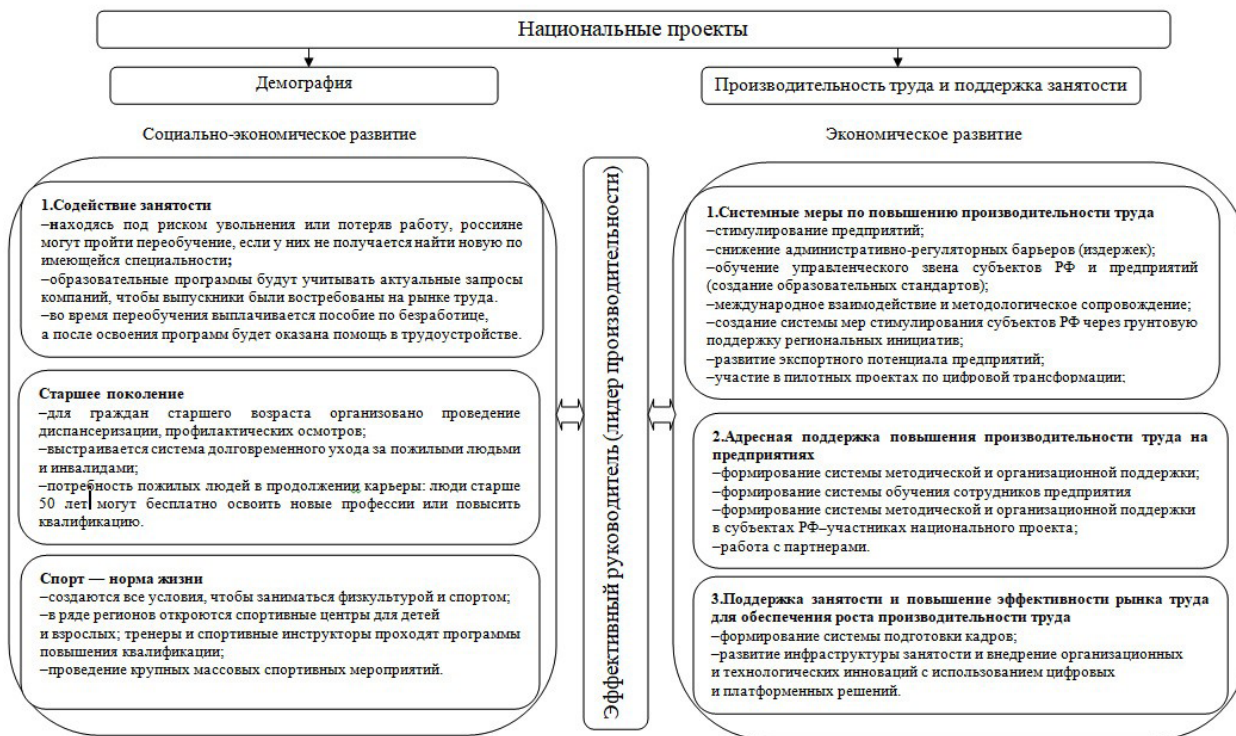 Национальные проекты
Демография
Производительность труда и поддержка занятости
Социально-экономическое развитие
Экономическое развитие
1.Содействие занятости
–находясь под риском увольнения или потеряв работу, россияне
могут пройти переобучение, если у них не получается найти новую по
имеющейся специальности;
–образовательные программы будут учитывать актуальные запросы
компаний, чтобы выпускники были востребованы на рынке труда.
–во время переобучения выплачивается пособие по безработице,
а после освоения программ будет оказана помощь в трудоустройстве.
Старшее поколение
–для граждан старшего возраста организовано проведение
диспансеризации, профилактических осмотров;
–выстраивается система долговременного ухода за пожилыми людьми
и инвалидами;
–потребность пожилых людей в продолжении карьеры: люди старше
50 лет могут бесплатно освоить новые профессии или повысить
квалификацию.
Спорт — норма жизни
–создаются все условия, чтобы заниматься физкультурой и спортом;
–в ряде регионов откроются спортивные центры для детей
и взрослых; тренеры и спортивные инструкторы проходят программы
повышения квалификации;
–проведение крупных массовых спортивных мероприятий.
Эффективный руководитель (лидер производительности)
1.Системные меры по повышению производительности труда
–стимулирование предприятий;
–снижение административно-регуляторных барьеров (издержек);
–обучение управленческого звена субъектов РФ и предприятий
(создание образовательных стандартов);
–международное взаимодействие и методологическое сопровождение;
–создание системы мер стимулирования субъектов РФ через грунтовую
поддержку региональных инициатив;
–развитие экспортного потенциала предприятий;
–участие в пилотных проектах по цифровой трансформации;
2.Адресная поддержка повышения производительности труда на
предприятиях
–формирование системы методической и организационной поддержки;
–формирование системы обучения сотрудников предприятия
–формирование системы методической и организационной поддержки
в субъектах РФ–участниках национального проекта;
–работа с партнерами.
3.Поддержка занятости и повышение эффективности рынка труда
для обеспечения роста производительности труда
–формирование системы подготовки кадров;
–развитие инфраструктуры занятости и внедрение организационных
и технологических инноваций с использованием цифровых
и платформенных решений.